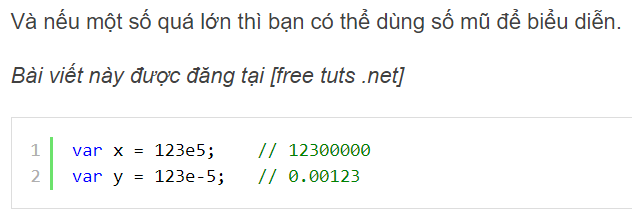 Và nếu một số quá lớn thì bạn có thể dùng số mũ để biểu diễn.
Bài viết này được đăng tại [free tuts .net]
1 var x = 123e5; // 12300000
2 var y = 123e-5; // 0.00123